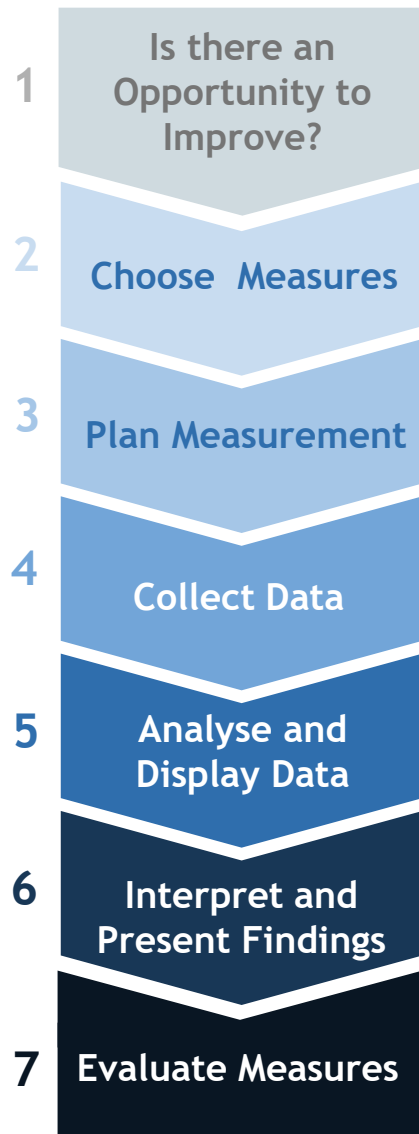 1
Is there an
Opportunity to
Improve?
2
Choose Measures
3
Plan Measurement
4
Collect Data
5
Analyse and
Display Data
6
Interpret and
Present Findings
7
Evaluate Measures